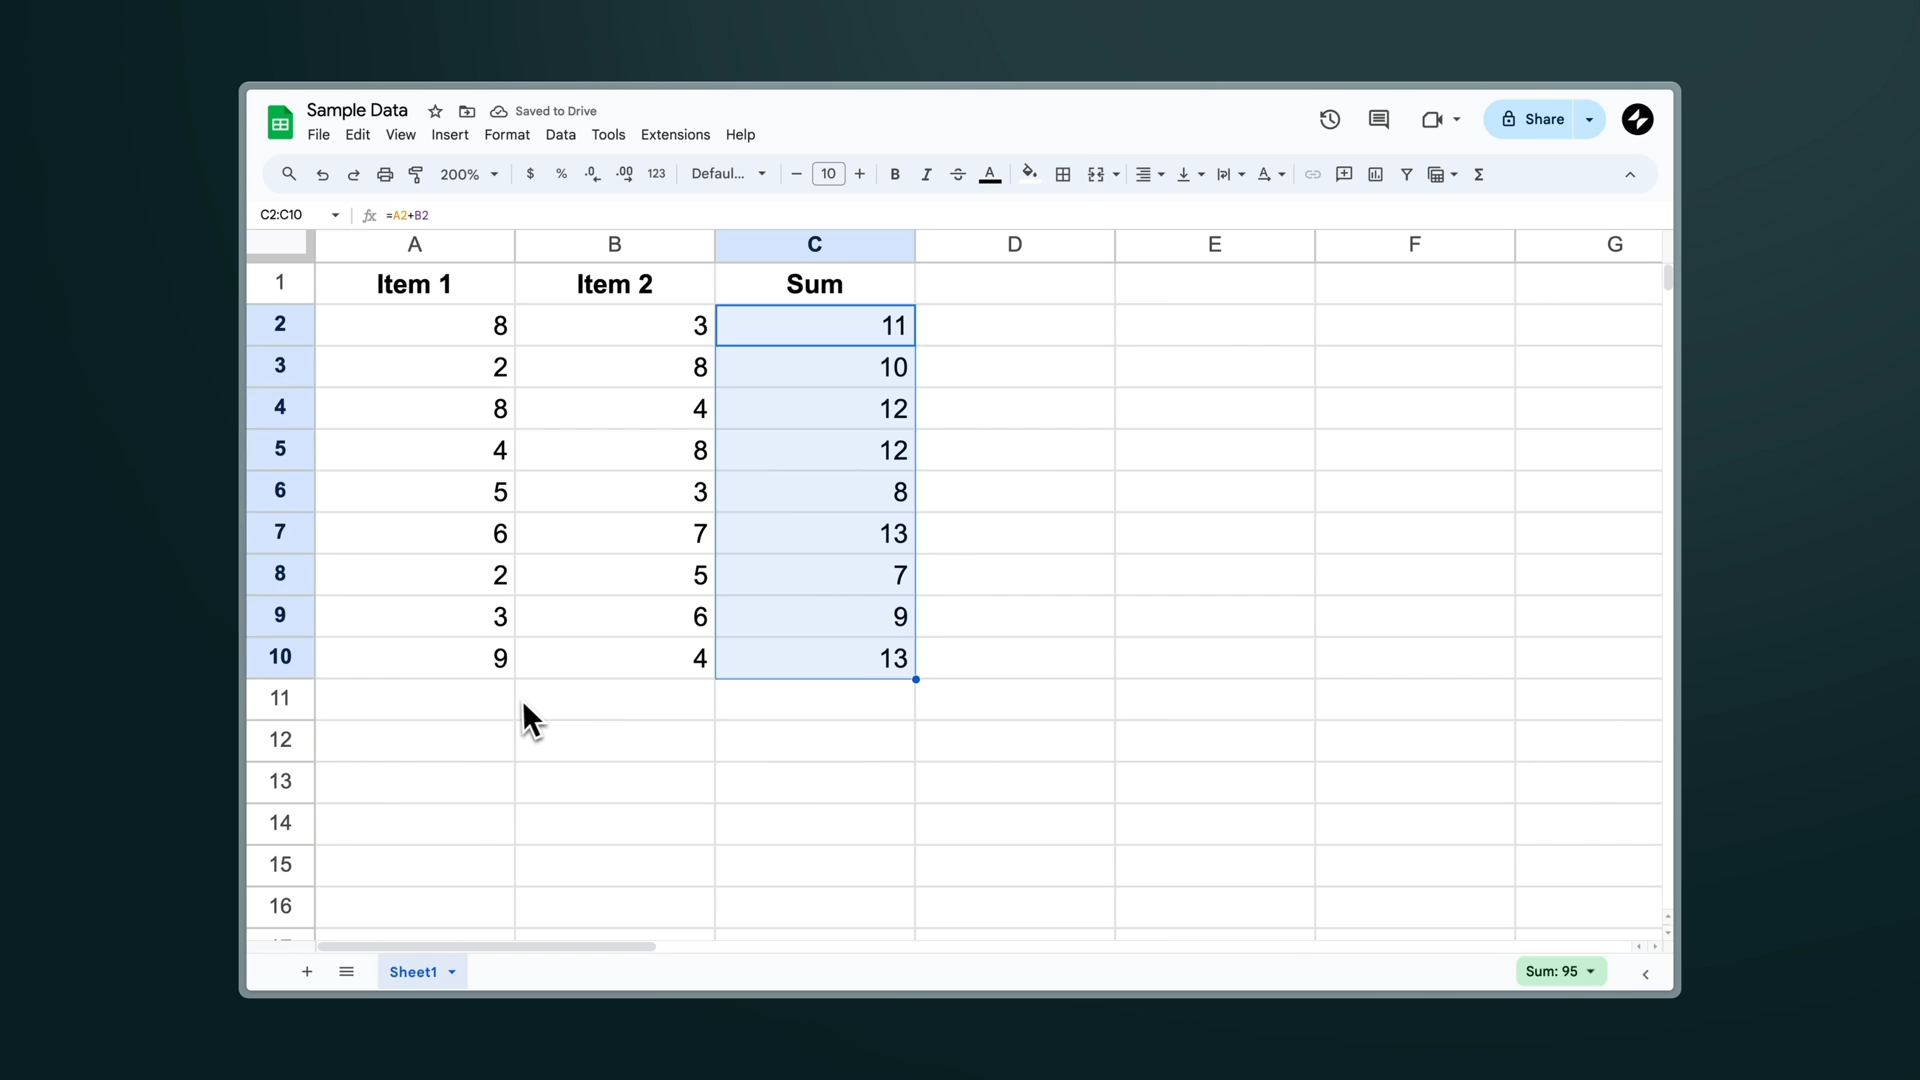 Sample Data Saved to Drive
File Edit View Insert Format Data Tools Extensions Help
Share
200% $ % .0 .00 123 Defaul... − 10 + B I S A Σ
C2:C10 fx =A2+B2
A B C D E F G
1 Item 1 Item 2 Sum
2 8 3 11
3 2 8 10
4 8 4 12
5 4 8 12
6 5 3 8
7 6 7 13
8 2 5 7
9 3 6 9
10 9 4 13
11
12
13
14
15
16
+ Sheet1 Sum: 95